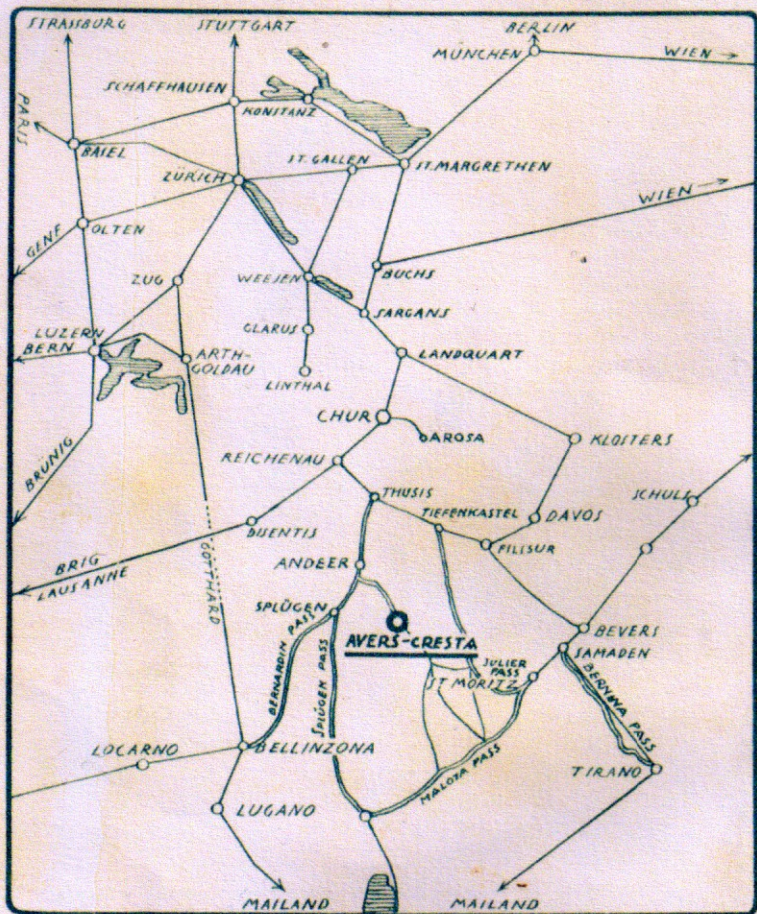 STRASSBURG
STUTTGART
BERLIN
MÜNCHEN
WIEN
SCHAFFHAUSEN
KONSTANZ
PARIS
BASEL
ST. GALLEN
ST. MARGRETHEN
ZÜRICH
WIEN
GENF
OLTEN
ZUG
WEESEN
BUCHS
SARGANS
LUZERN
BERN
ARTH-
GOLDAU
GLARUS
LINTHAL
LANDQUART
CHUR
AROSA
KLOSTERS
BRÜNIG
REICHENAU
THUSIS
TIEFENKASTEL
SCHULS
DISENTIS
DAVOS
FILISUR
BRIG
LAUSANNE
GOTTHARD
ANDEER
SPLÜGEN
AVERS-CRESTA
BEVERS
SAMADEN
BERNARDIN PASS
SPLÜGEN PASS
JULIER
PASS
ST MORITZ
BERNINA PASS
LOCARNO
BELLINZONA
MALOJA PASS
TIRANO
LUGANO
MAILAND
MAILAND